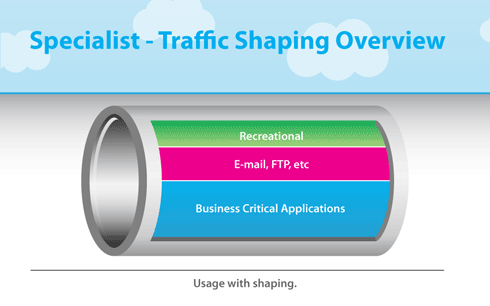 Specialist - Traffic Shaping Overview
Recreational
E-mail, FTP, etc
Business Critical Applications
Usage with shaping.